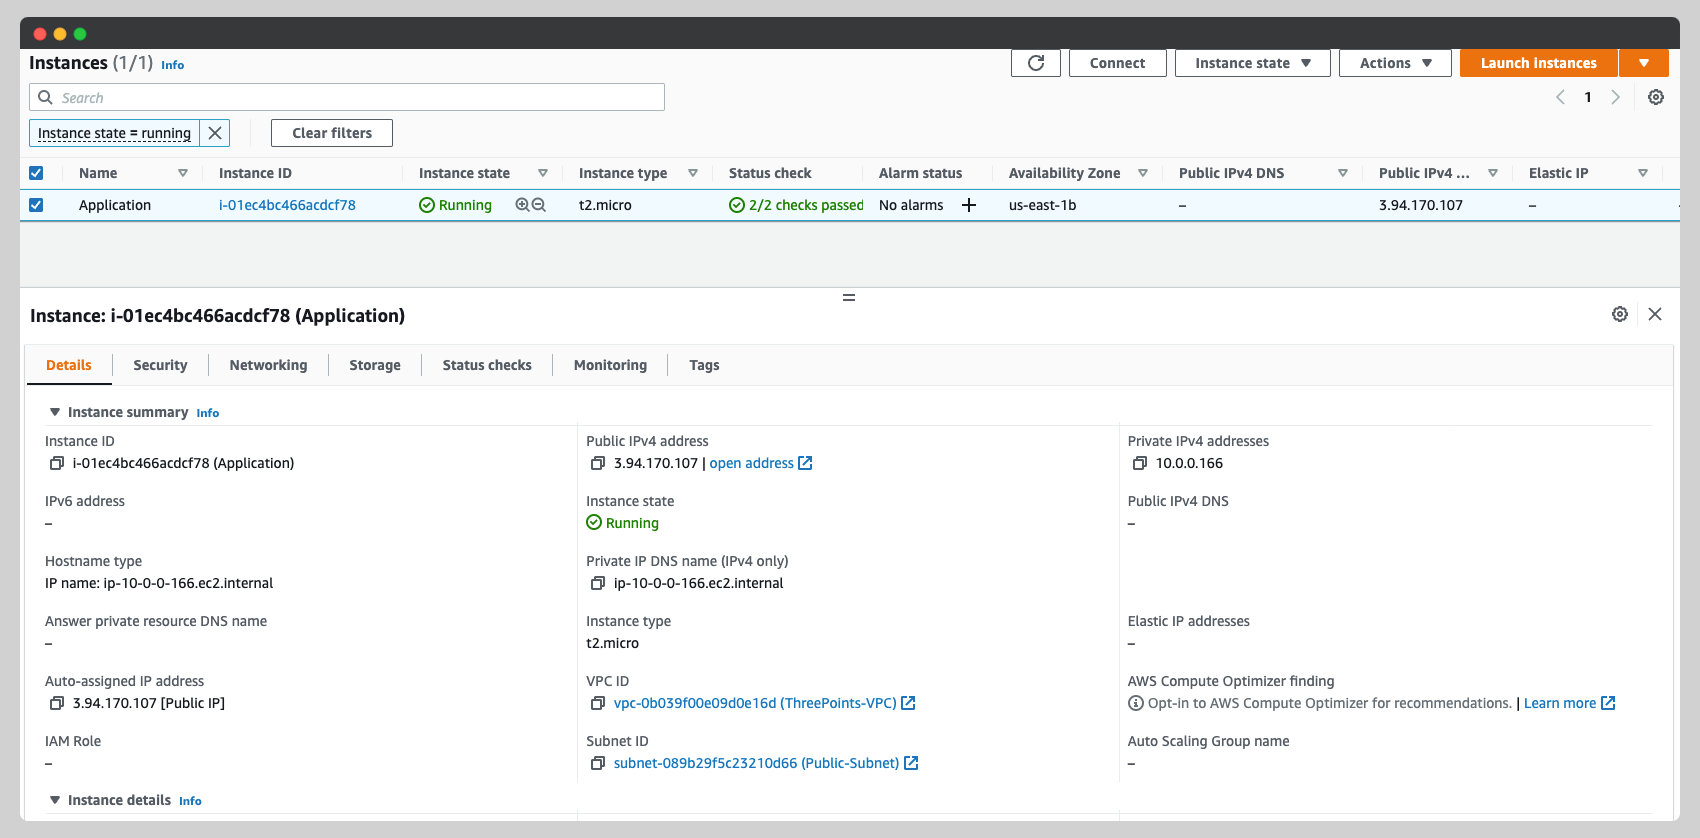 Instances (1/1) Info
Connect Instance state Actions Launch instances
Search
1
Instance state = running Clear filters
Name Instance ID Instance state Instance type Status check Alarm status Availability Zone Public IPv4 DNS Public IPv4 ... Elastic IP
Application i-01ec4bc466acdcf78 Running t2.micro 2/2 checks passed No alarms + us-east-1b – 3.94.170.107 –
Instance: i-01ec4bc466acdcf78 (Application)
Details Security Networking Storage Status checks Monitoring Tags
Instance summary Info
Instance ID Public IPv4 address Private IPv4 addresses
i-01ec4bc466acdcf78 (Application) 3.94.170.107 | open address 10.0.0.166
IPv6 address Instance state Public IPv4 DNS
– Running –
Hostname type Private IP DNS name (IPv4 only)
IP name: ip-10-0-0-166.ec2.internal ip-10-0-0-166.ec2.internal
Answer private resource DNS name Instance type Elastic IP addresses
– t2.micro –
Auto-assigned IP address VPC ID AWS Compute Optimizer finding
3.94.170.107 [Public IP] vpc-0b039f00e09d0e16d (ThreePoints-VPC) Opt-in to AWS Compute Optimizer for recommendations. | Learn more
IAM Role Subnet ID Auto Scaling Group name
– subnet-089b29f5c23210d66 (Public-Subnet) –
Instance details Info